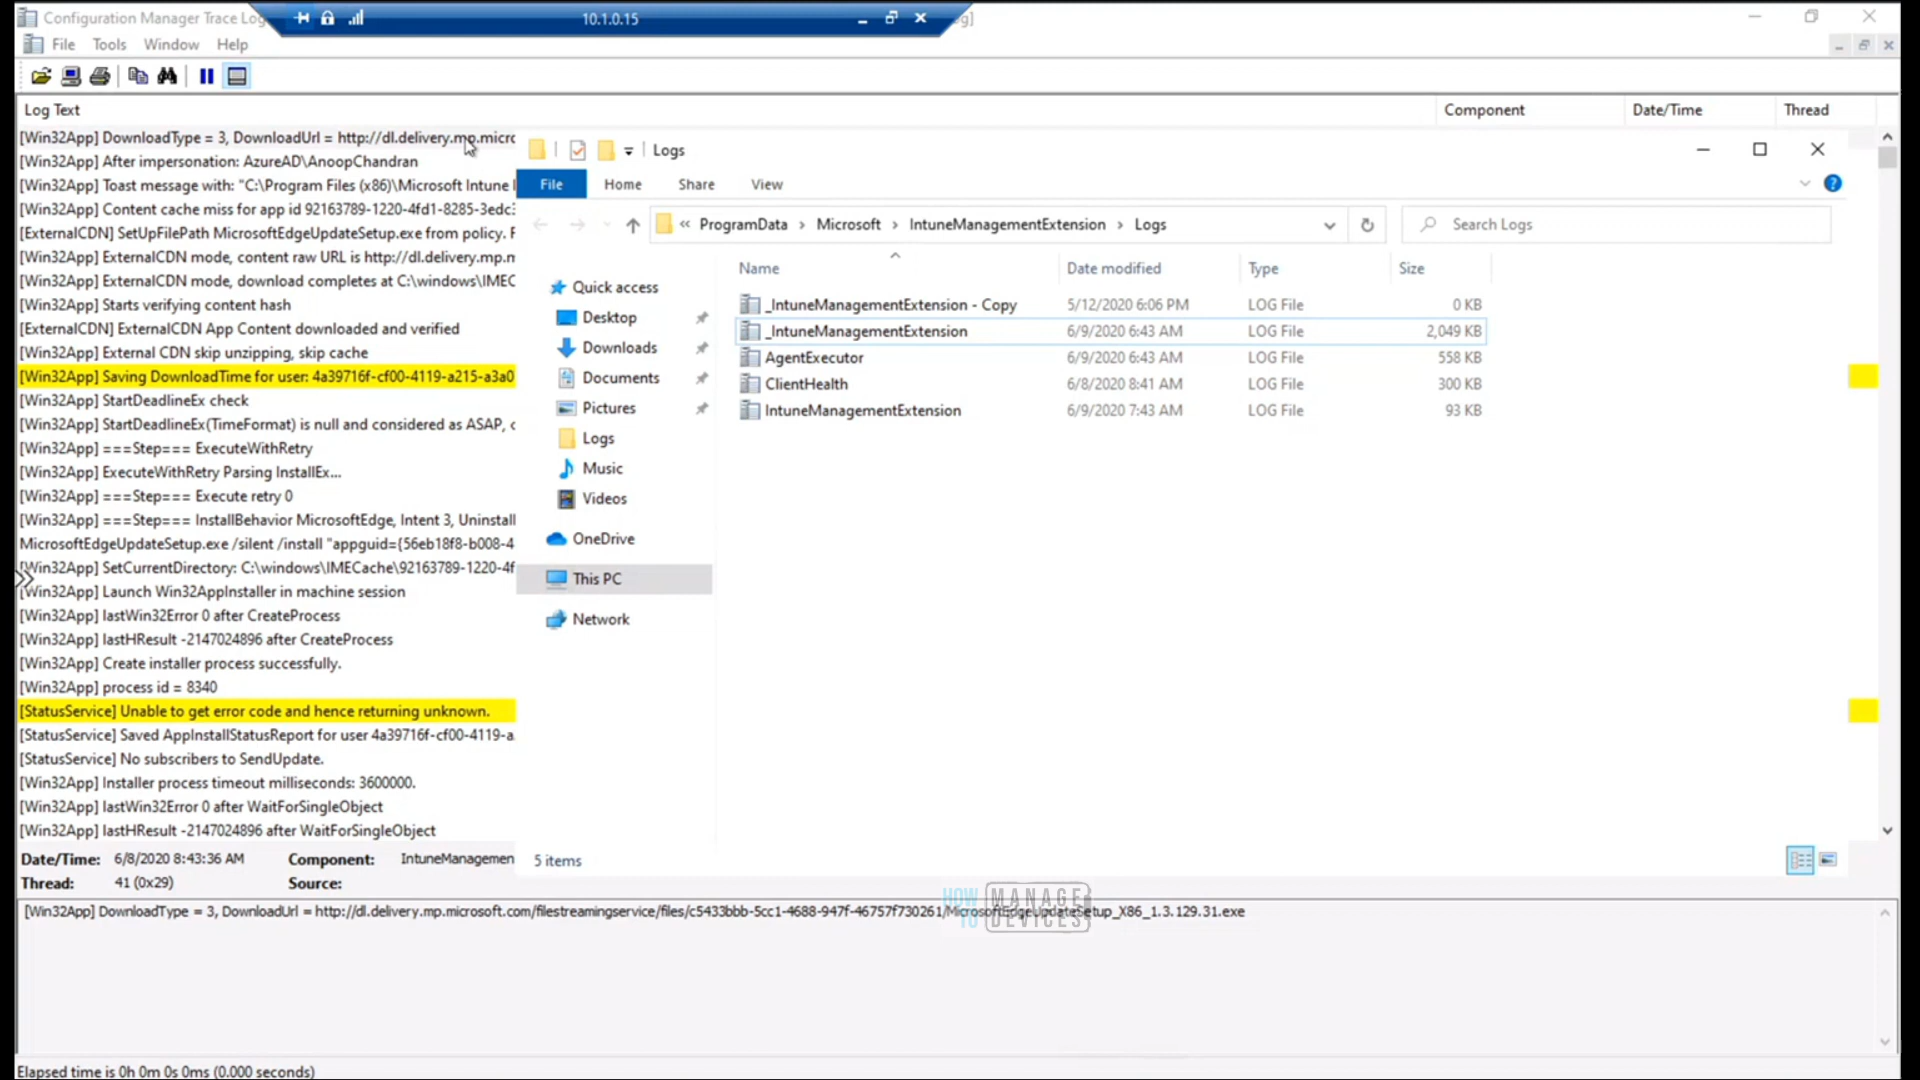 Configuration Manager Trace Log
10.1.0.15
g]
File Tools Window Help
Log Text Component Date/Time Thread
[Win32App] DownloadType = 3, DownloadUrl = http://dl.delivery.mp.micro
[Win32App] After impersonation: AzureAD\AnoopChandran
[Win32App] Toast message with: "C:\Program Files (x86)\Microsoft Intune
[Win32App] Content cache miss for app id 92163789-1220-4fd1-8285-3edc
[ExternalCDN] SetUpFilePath MicrosoftEdgeUpdateSetup.exe from policy.
[Win32App] ExternalCDN mode, content raw URL is http://dl.delivery.mp.m
[Win32App] ExternalCDN mode, download completes at C:\windows\IMEC
[Win32App] Starts verifying content hash
[ExternalCDN] ExternalCDN App Content downloaded and verified
[Win32App] External CDN skip unzipping, skip cache
[Win32App] Saving DownloadTime for user: 4a39716f-cf00-4119-a215-a3a0
[Win32App] StartDeadlineEx check
[Win32App] StartDeadlineEx(TimeFormat) is null and considered as ASAP, c
[Win32App] ===Step=== ExecuteWithRetry
[Win32App] ExecuteWithRetry Parsing InstallEx...
[Win32App] ===Step=== Execute retry 0
[Win32App] ===Step=== InstallBehavior MicrosoftEdge, Intent 3, Uninstall
MicrosoftEdgeUpdateSetup.exe /silent /install "appguid={56eb18f8-b008-4
[Win32App] SetCurrentDirectory: C:\windows\IMECache\92163789-1220-4f
[Win32App] Launch Win32AppInstaller in machine session
[Win32App] lastWin32Error 0 after CreateProcess
[Win32App] lastHResult -2147024896 after CreateProcess
[Win32App] Create installer process successfully.
[Win32App] process id = 8340
[StatusService] Unable to get error code and hence returning unknown.
[StatusService] Saved AppInstallStatusReport for user 4a39716f-cf00-4119-a
[StatusService] No subscribers to SendUpdate.
[Win32App] Installer process timeout milliseconds: 3600000.
[Win32App] lastWin32Error 0 after WaitForSingleObject
[Win32App] lastHResult -2147024896 after WaitForSingleObject
Logs
File Home Share View
« ProgramData › Microsoft › IntuneManagementExtension › Logs
Search Logs
Quick access
Desktop
Downloads
Documents
Pictures
Logs
Music
Videos
OneDrive
This PC
Network
Name Date modified Type Size
_IntuneManagementExtension - Copy 5/12/2020 6:06 PM LOG File 0 KB
_IntuneManagementExtension 6/9/2020 6:43 AM LOG File 2,049 KB
AgentExecutor 6/9/2020 6:43 AM LOG File 558 KB
ClientHealth 6/8/2020 8:41 AM LOG File 300 KB
IntuneManagementExtension 6/9/2020 7:43 AM LOG File 93 KB
5 items
Date/Time: 6/8/2020 8:43:36 AM Component: IntuneManagemen
Thread: 41 (0x29) Source:
HOW TO MANAGE DEVICES
[Win32App] DownloadType = 3, DownloadUrl = http://dl.delivery.mp.microsoft.com/filestreamingservice/files/c5433bbb-5cc1-4688-947f-46757f730261/MicrosoftEdgeUpdateSetup_X86_1.3.129.31.exe
Elapsed time is 0h 0m 0s 0ms (0.000 seconds)